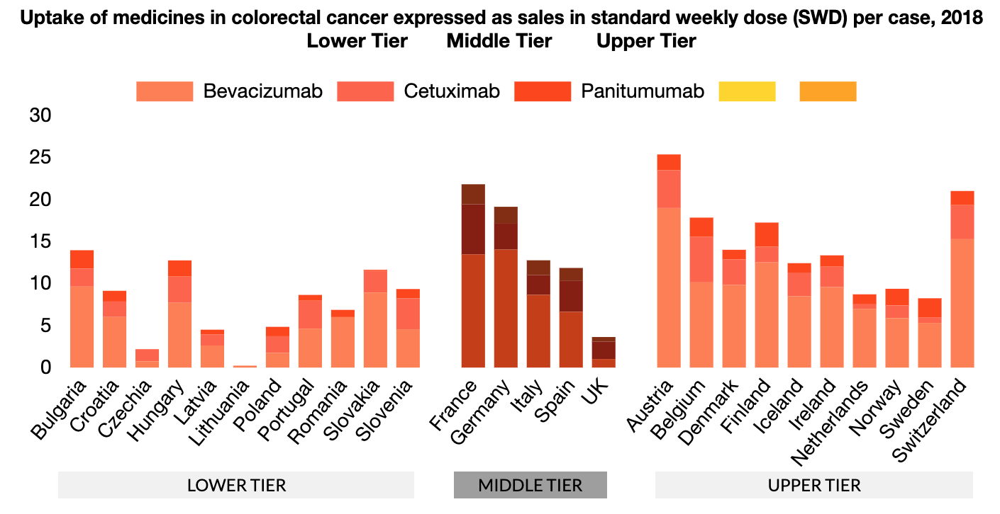 Uptake of medicines in colorectal cancer expressed as sales in standard weekly dose (SWD) per case, 2018
Lower Tier Middle Tier Upper Tier
Bevacizumab Cetuximab Panitumumab
30
25
20
15
10
5
0
Bulgaria Croatia Czechia Hungary Latvia Lithuania Poland Portugal Romania Slovakia Slovenia France Germany Italy Spain UK Austria Belgium Denmark Finland Iceland Ireland Netherlands Norway Sweden Switzerland
LOWER TIER MIDDLE TIER UPPER TIER